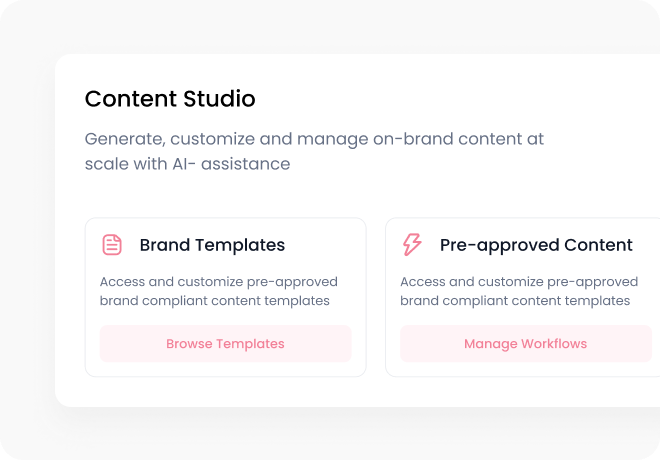 Content Studio
Generate, customize and manage on-brand content at
scale with AI- assistance
Brand Templates
Access and customize pre-approved
brand compliant content templates
Browse Templates
Pre-approved Content
Access and customize pre-approved
brand compliant content templates
Manage Workflows